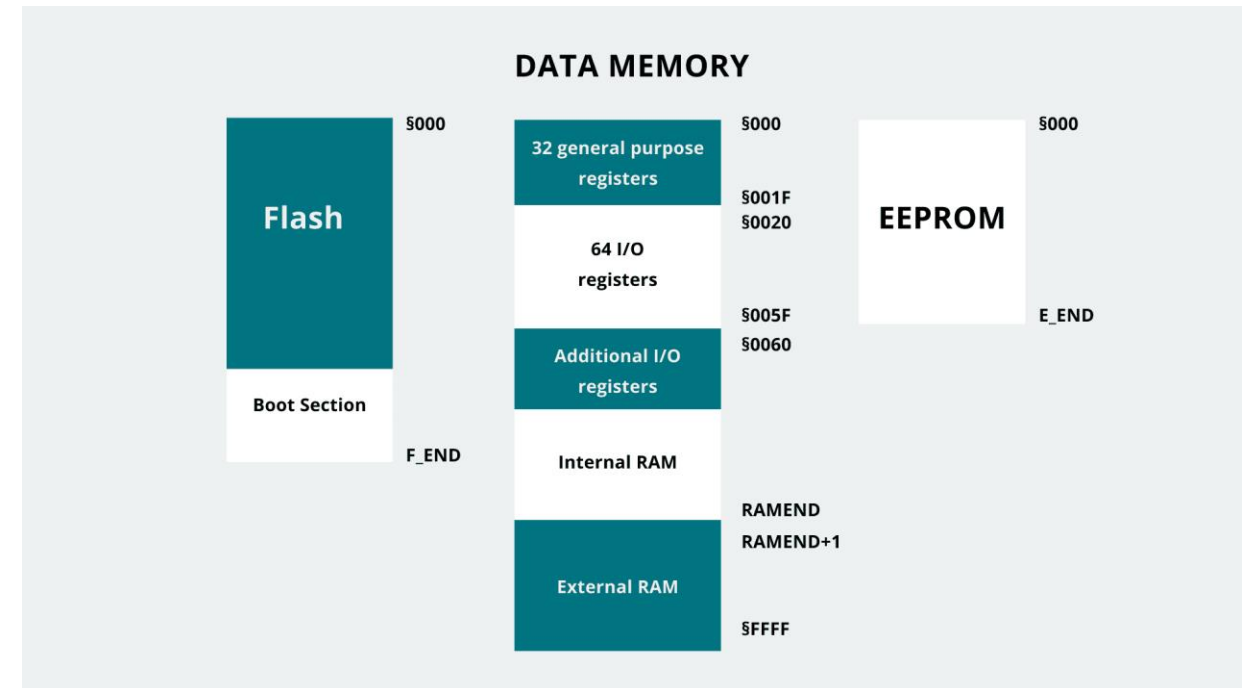 DATA MEMORY
§000
Flash
Boot Section
F_END
32 general purpose
registers
§000
§001F
§0020
64 I/O
registers
§005F
§0060
Additional I/O
registers
Internal RAM
RAMEND
RAMEND+1
External RAM
§FFFF
§000
EEPROM
E_END